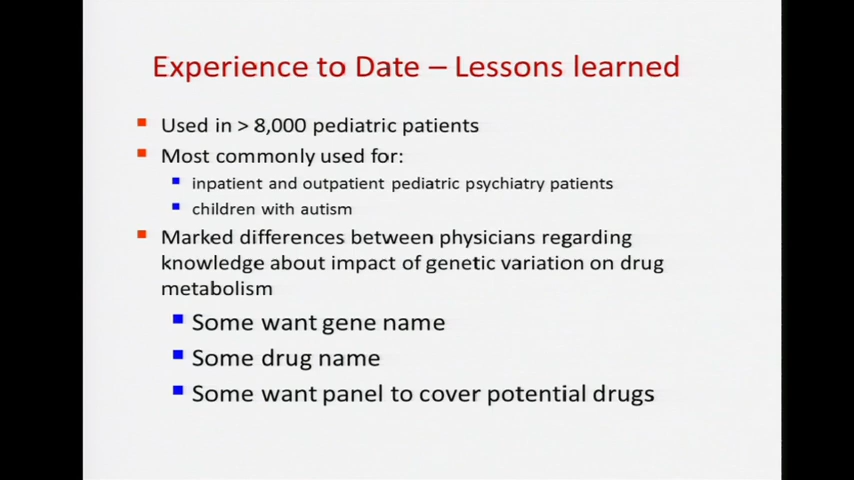 Experience to Date – Lessons learned
Used in > 8,000 pediatric patients
Most commonly used for:
inpatient and outpatient pediatric psychiatry patients
children with autism
Marked differences between physicians regarding
knowledge about impact of genetic variation on drug
metabolism
Some want gene name
Some drug name
Some want panel to cover potential drugs